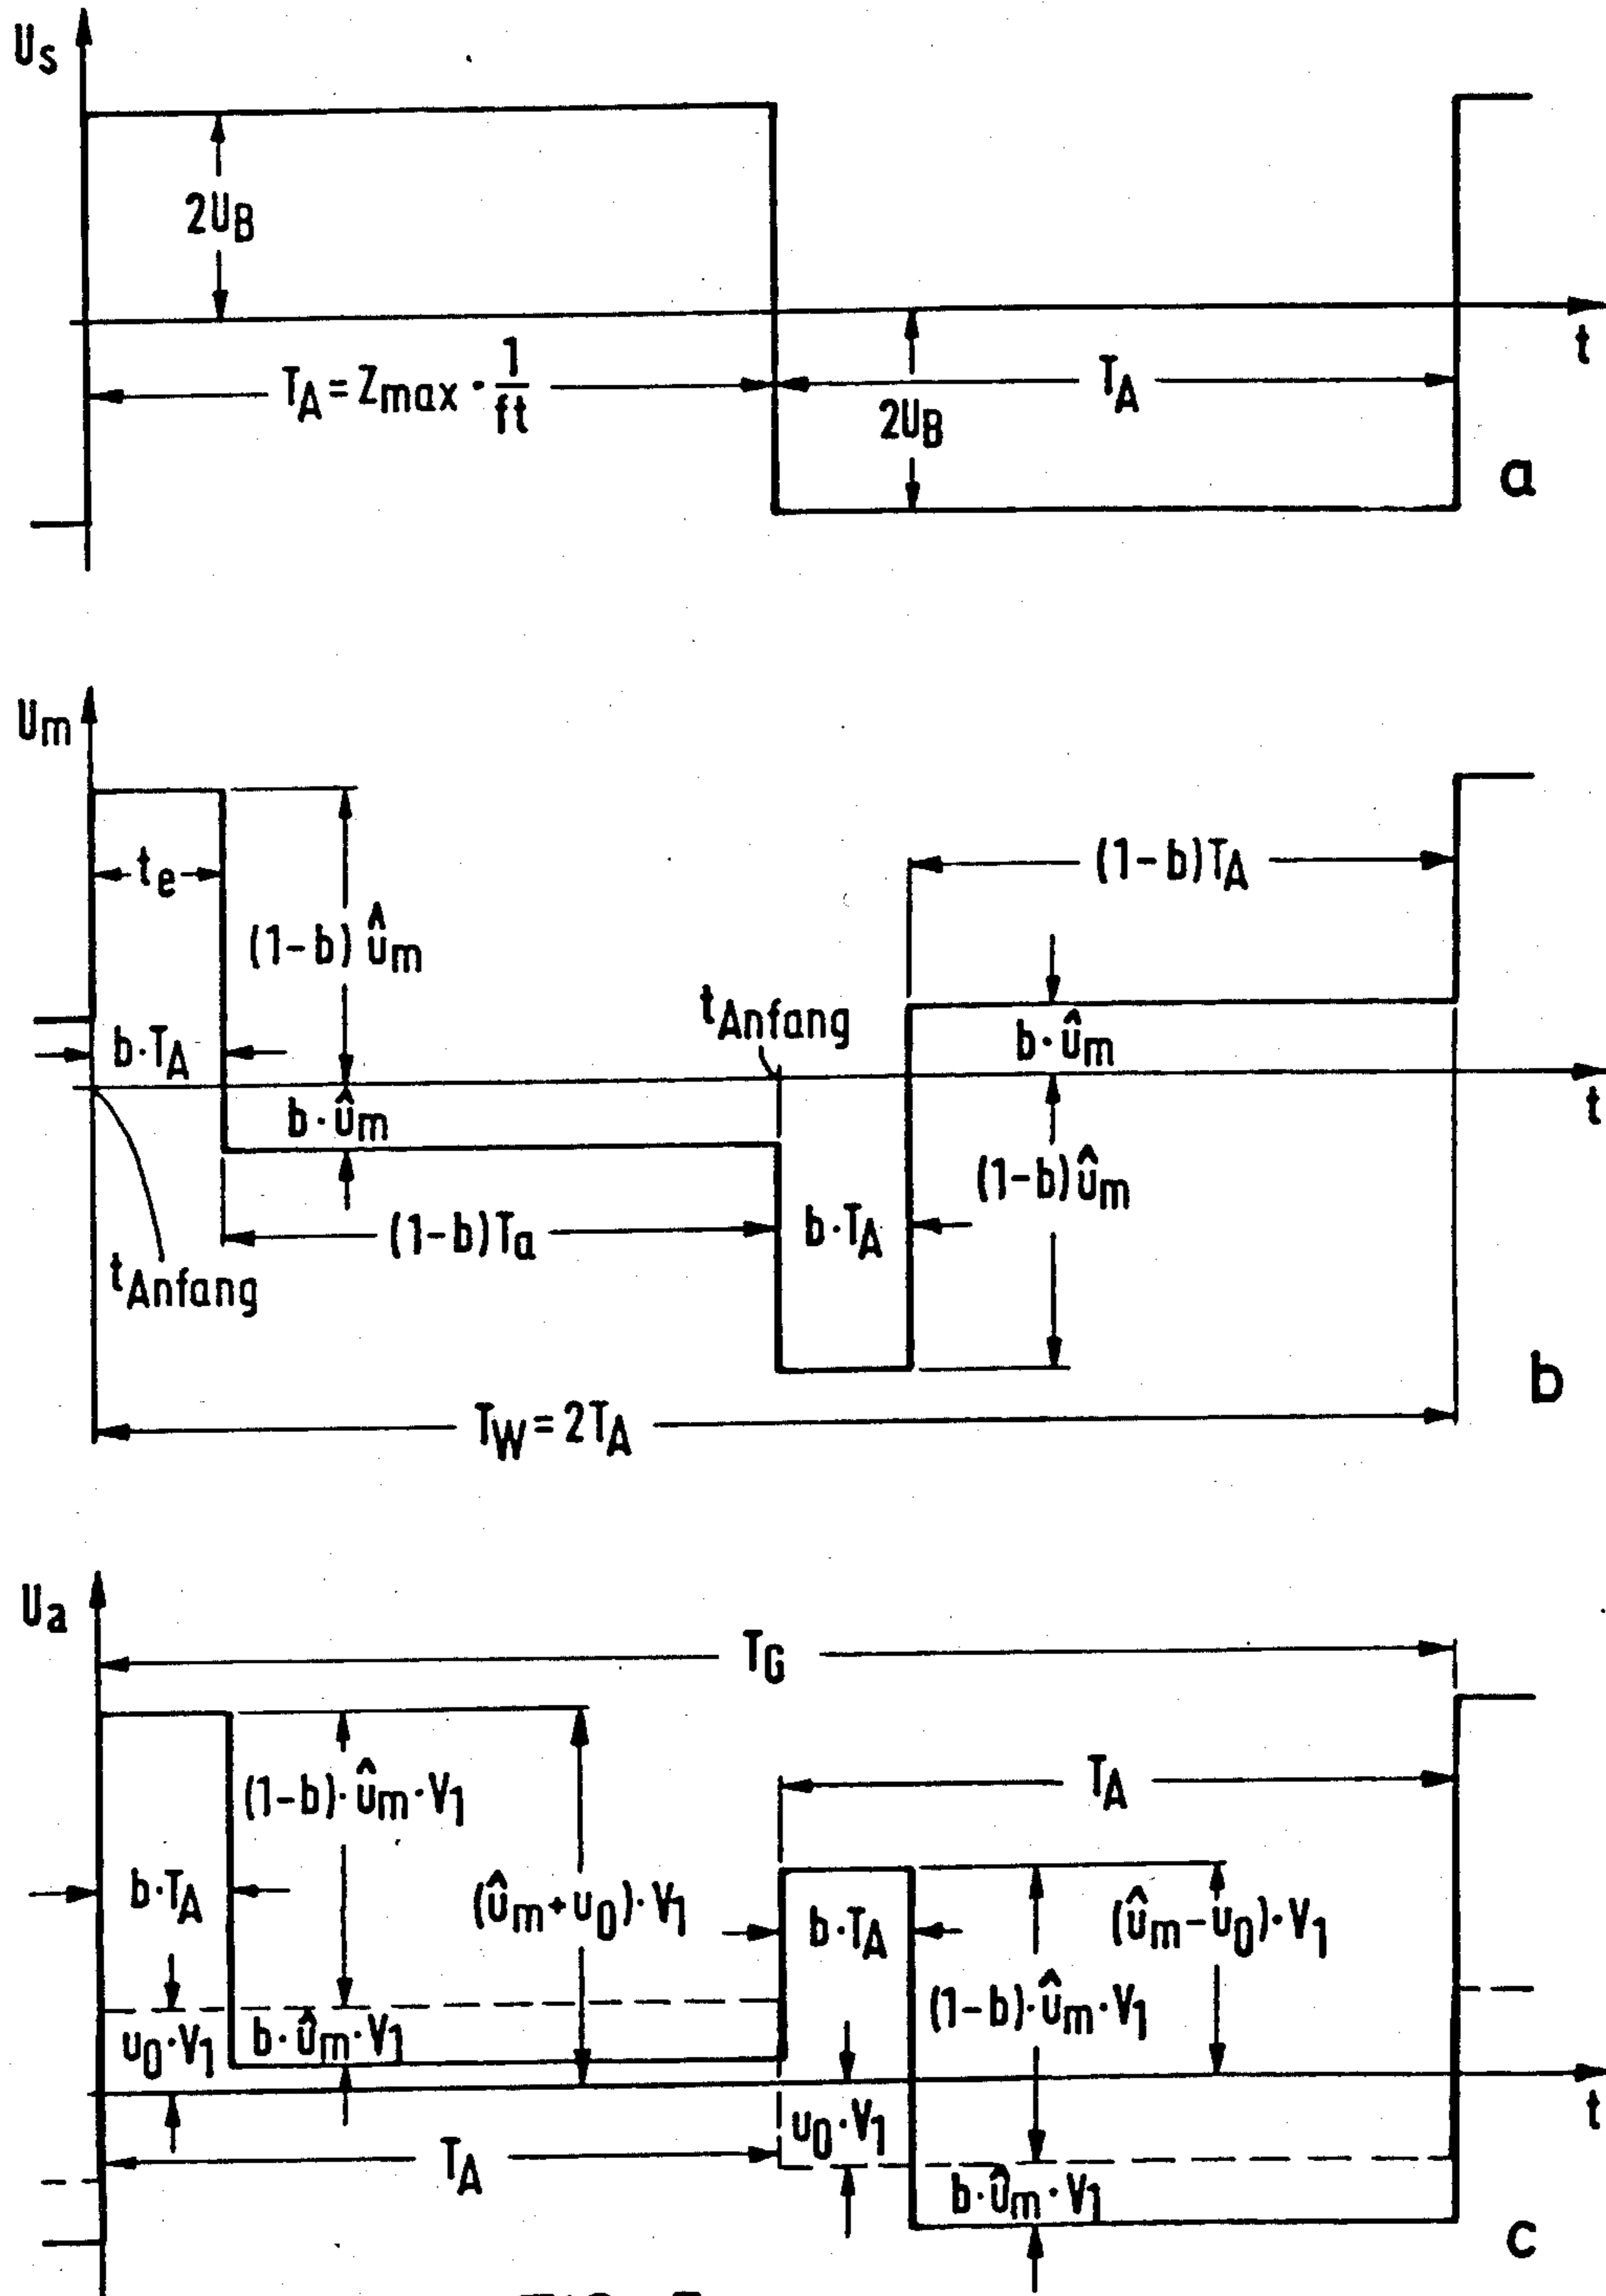 Us
2UB
TA = Zmax · 1/ft
TA
2UB
t
a
Um
te
(1-b) ûm
(1-b)TA
tAnfang
b·TA
b·ûm
b·ûm
t
(1-b)ûm
(1-b)Ta
b·TA
tAnfang
b
TW = 2TA
Ua
TG
(1-b)·ûm·V1
TA
b·TA
(ûm+u0)·V1
b·TA
(ûm-u0)·V1
(1-b)·ûm·V1
u0·V1
b·ûm·V1
t
u0·V1
TA
b·ûm·V1
c